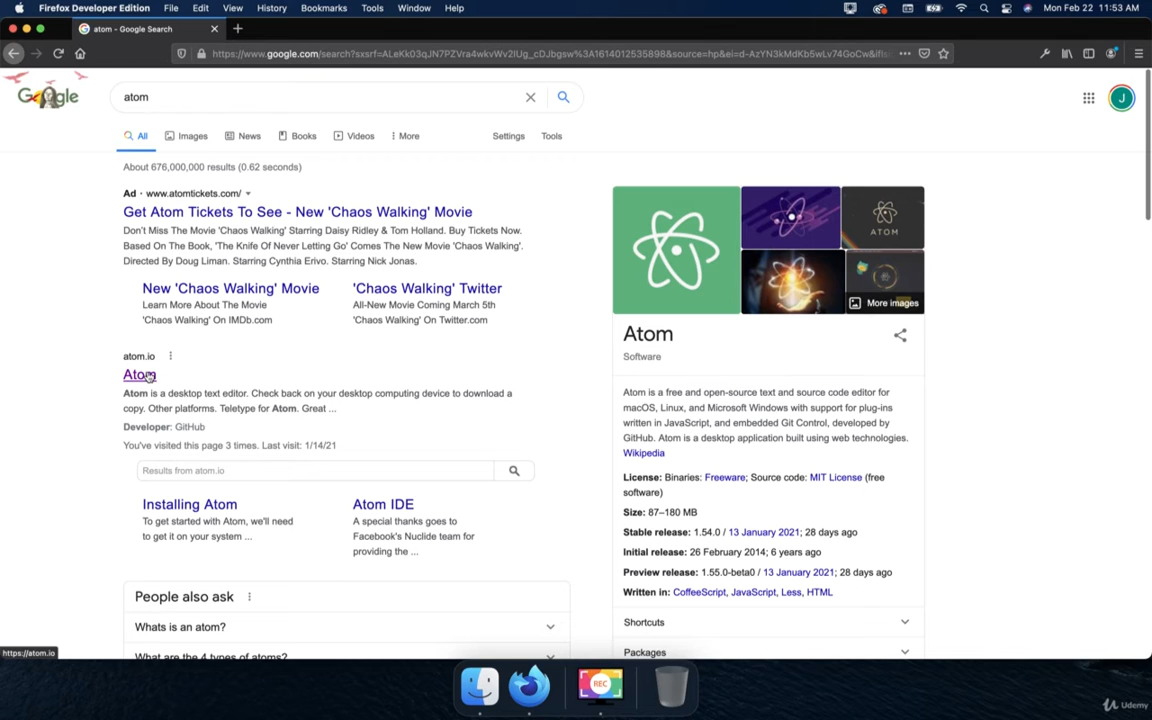 Firefox Developer Edition File Edit View History Bookmarks Tools Window Help Mon Feb 22 11:53 AM
atom - Google Search
https://www.google.com/search?sxsrf=
Google
atom
All Images News Books Videos More Settings Tools
J
About 676,000,000 results (0.62 seconds)
Ad · www.atomtickets.com/
Get Atom Tickets To See - New 'Chaos Walking' Movie
Don't Miss The Movie 'Chaos Walking' Starring Daisy Ridley & Tom Holland. Buy Tickets Now.
Based On The Book, 'The Knife Of Never Letting Go' Comes The New Movie 'Chaos Walking'.
Directed By Doug Liman. Starring Cynthia Erivo. Starring Nick Jonas.
New 'Chaos Walking' Movie
Learn More About The Movie
'Chaos Walking' On IMDb.com
'Chaos Walking' Twitter
All-New Movie Coming March 5th
'Chaos Walking' On Twitter.com
atom.io
Atom
Atom is a desktop text editor. Check back on your desktop computing device to download a
copy. Other platforms. Teletype for Atom. Great ...
Developer: GitHub
You've visited this page 3 times. Last visit: 1/14/21
Results from atom.io
Installing Atom
To get started with Atom, we'll need
to get it on your system ...
Atom IDE
A special thanks goes to
Facebook's Nuclide team for
providing the ...
People also ask
Whats is an atom?
What are the 4 types of atoms?
https://atom.io
ATOM
More images
Atom
Software
Atom is a free and open-source text and source code editor for
macOS, Linux, and Microsoft Windows with support for plug-ins
written in JavaScript, and embedded Git Control, developed by
GitHub. Atom is a desktop application built using web technologies.
Wikipedia
License: Binaries: Freeware; Source code: MIT License (free
software)
Size: 87–180 MB
Stable release: 1.54.0 / 13 January 2021; 28 days ago
Initial release: 26 February 2014; 6 years ago
Preview release: 1.55.0-beta0 / 13 January 2021; 28 days ago
Written in: CoffeeScript, JavaScript, Less, HTML
Shortcuts
Packages
REC
Udemy